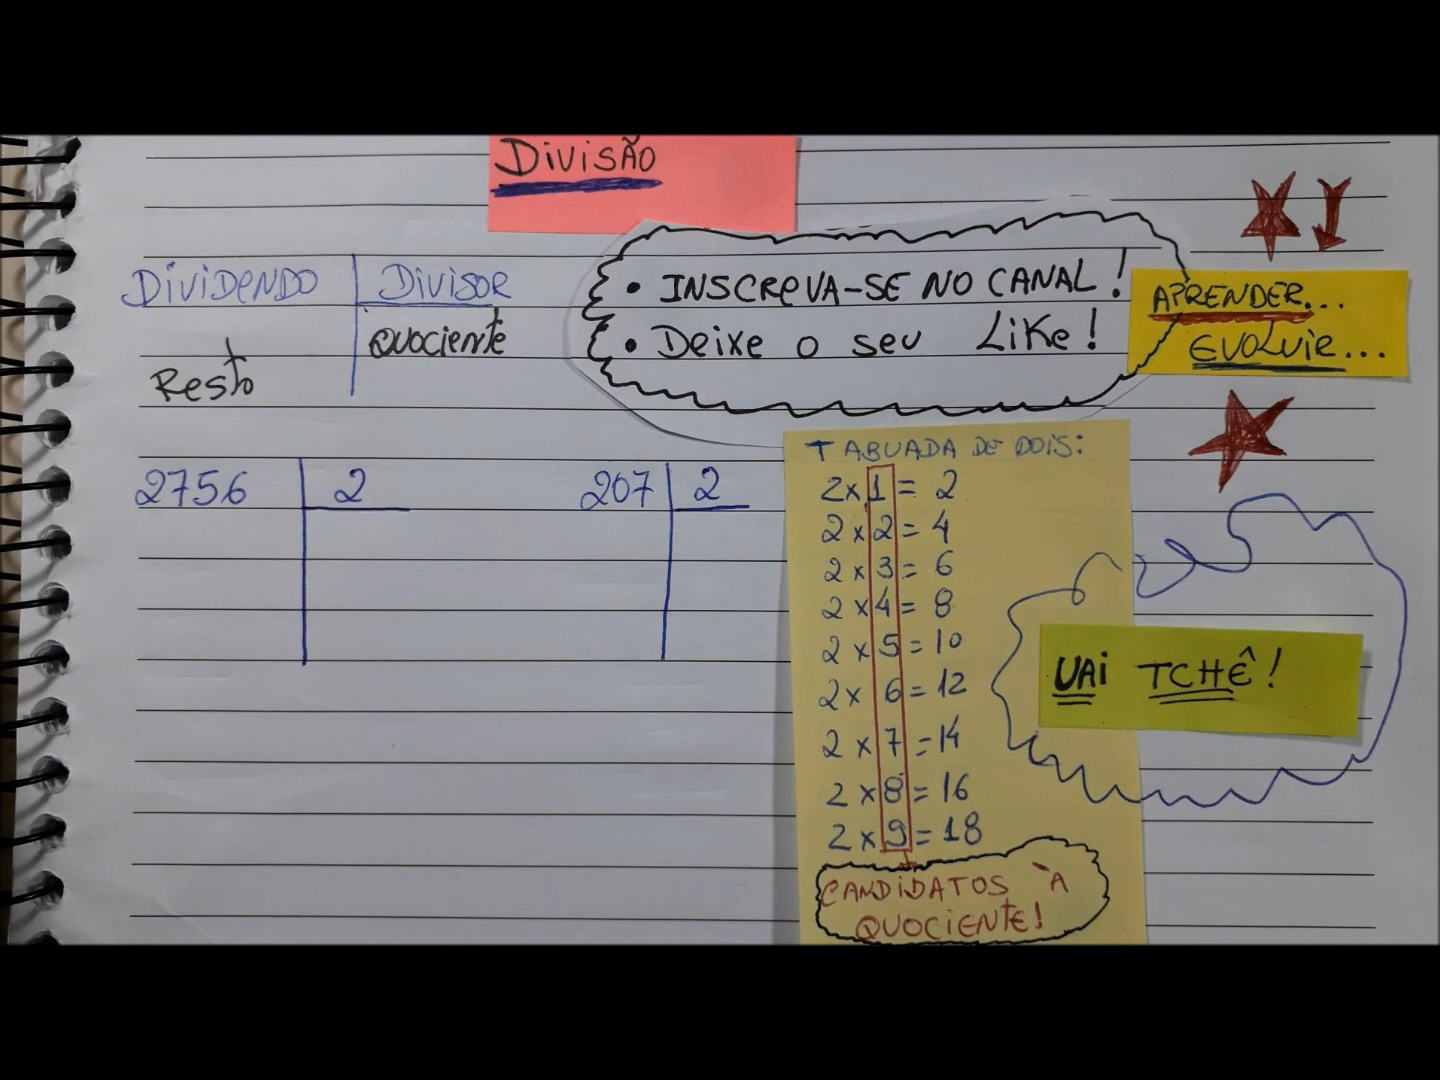 DivisÃo
DividENDO DivisoR
Quociente
Resto
• INSCReVA-SE NO CANAL!
• Deixe o seu LiKe!
APRENDER...
EVOLVIR...
2756 2
207 2
TABUADA DE DOIS:
2x1= 2
2x2=4
2x3=6
2x4=8
2x5=10
2x6=12
2x7=14
2x8=16
2x9=18
CANDiDATOS À
QUOCiENtE!
UAi TCHÊ!